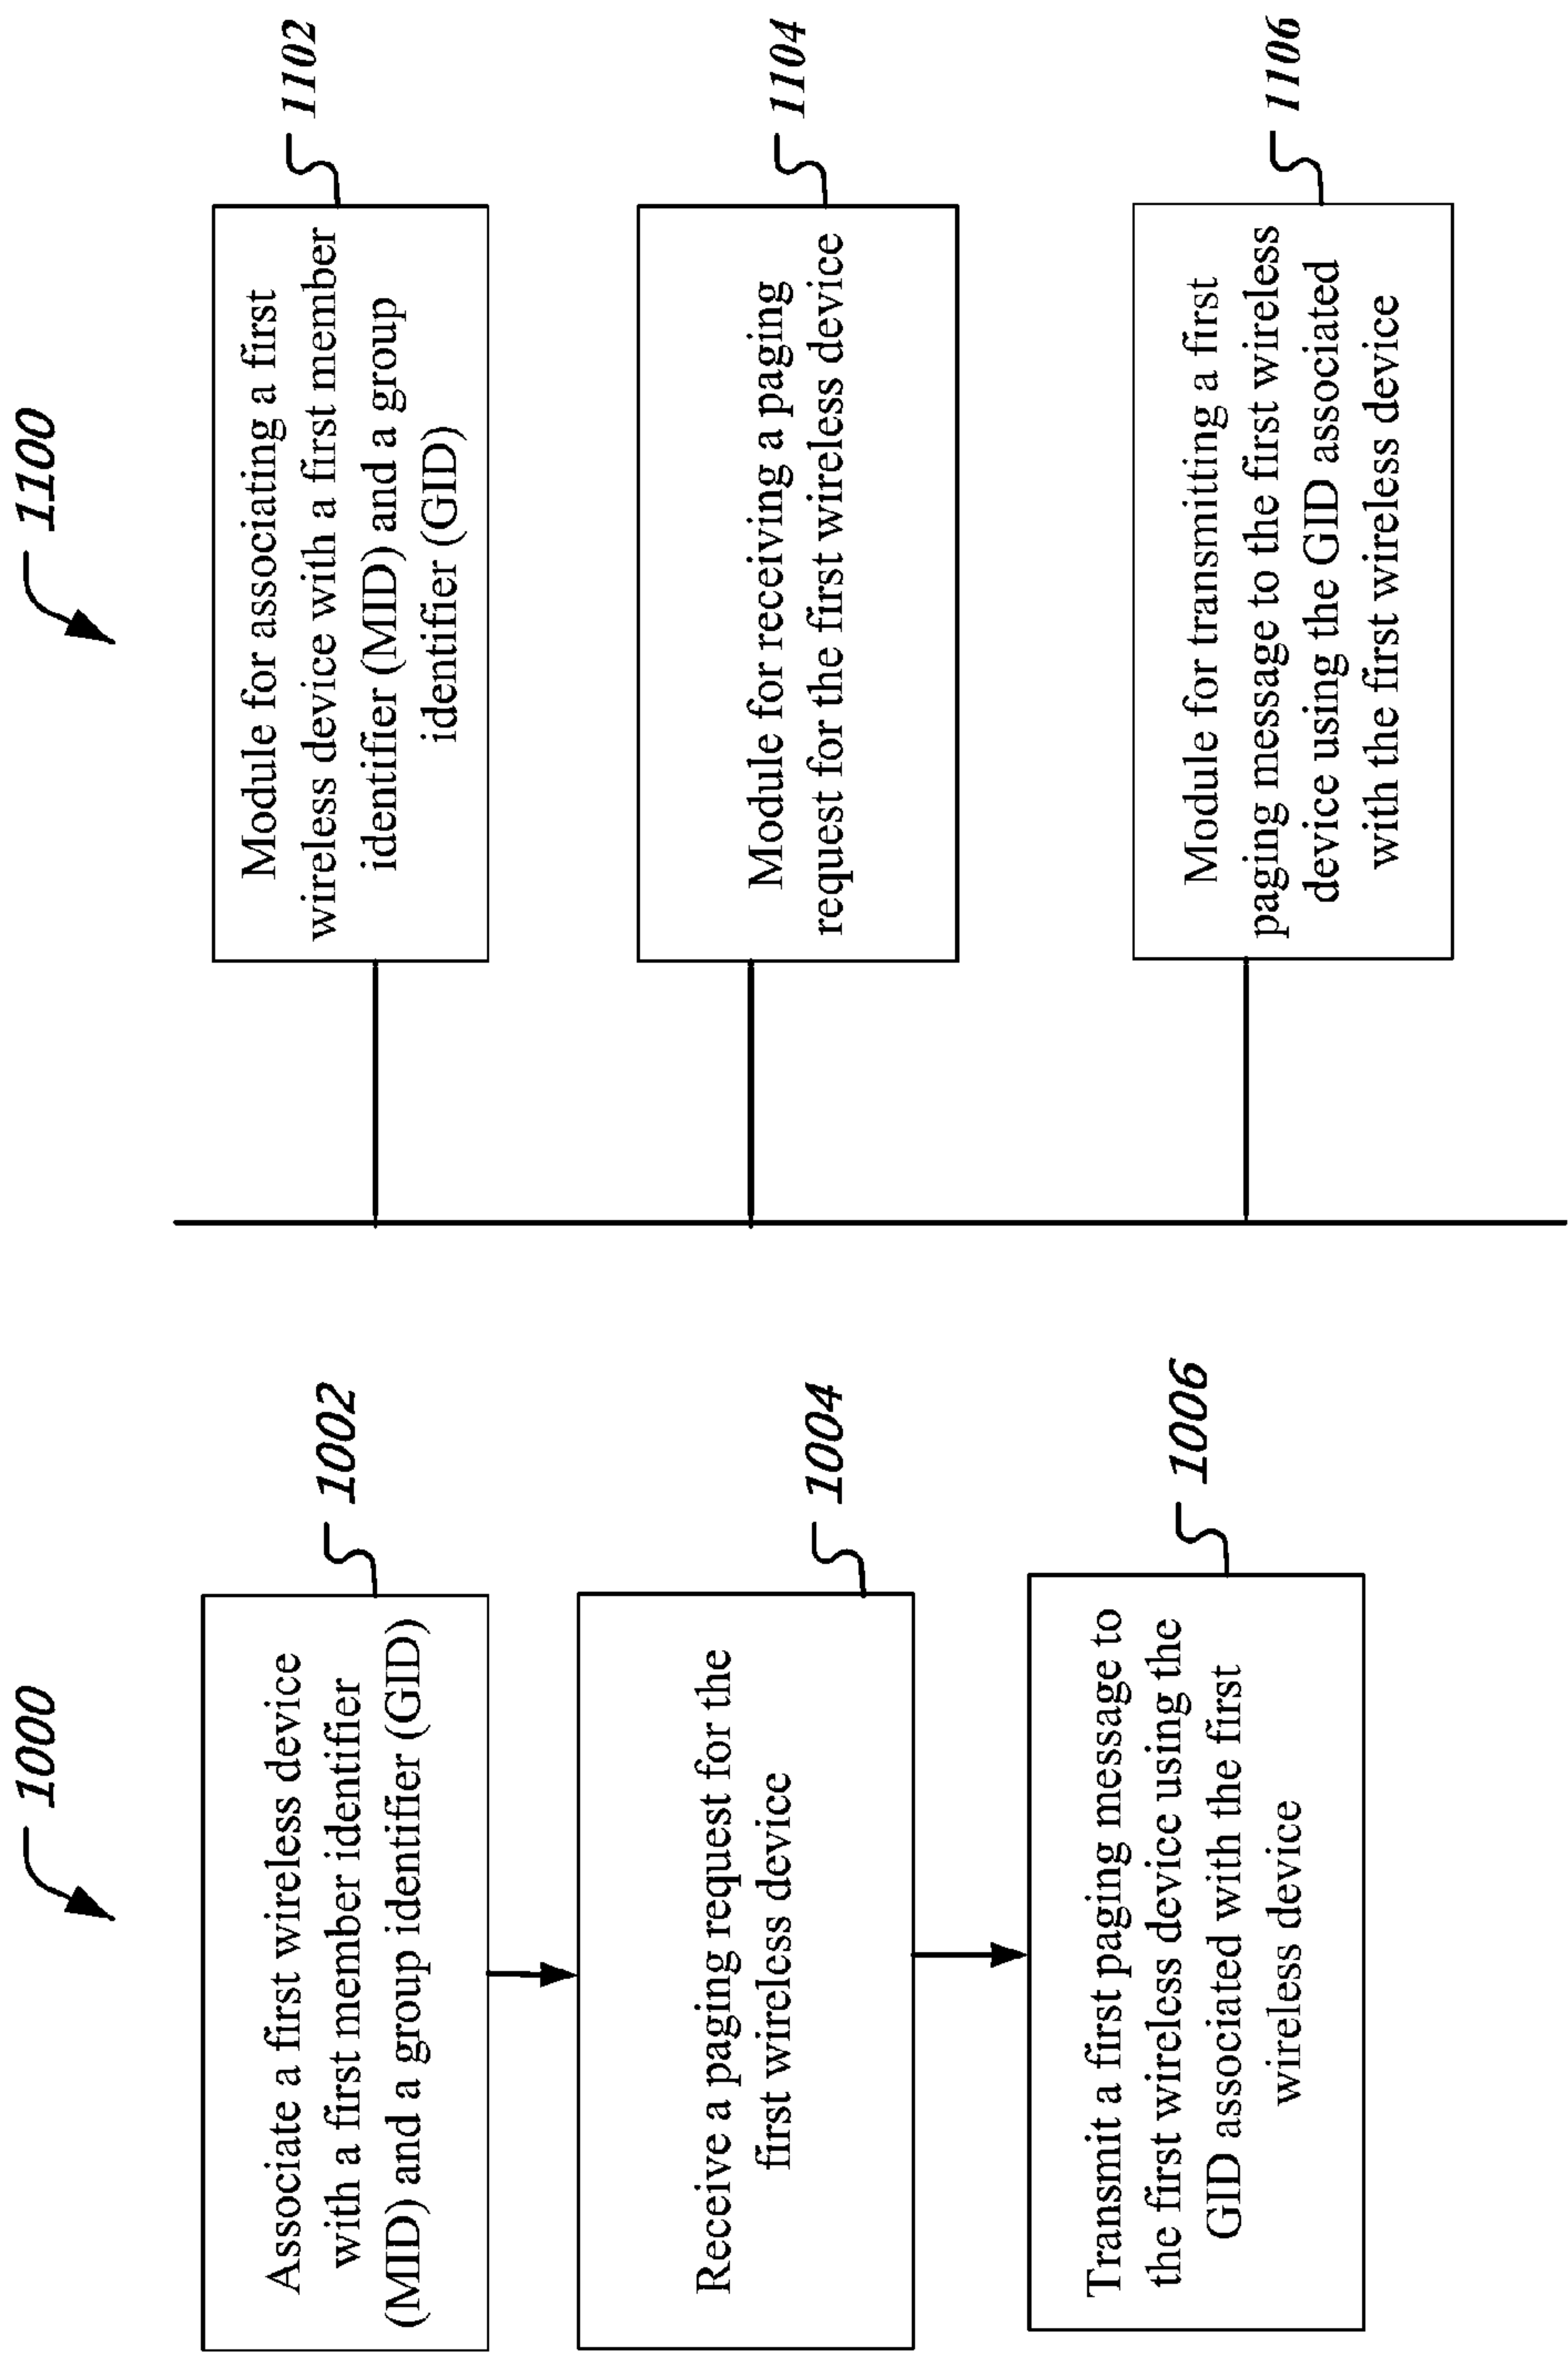 1000
Associate a first wireless device
with a first member identifier
(MID) and a group identifier (GID)
1002
Receive a paging request for the
first wireless device
1004
Transmit a first paging message to
the first wireless device using the
GID associated with the first
wireless device
1006
1100
Module for associating a first
wireless device with a first member
identifier (MID) and a group
identifier (GID)
1102
Module for receiving a paging
request for the first wireless device
1104
Module for transmitting a first
paging message to the first wireless
device using the GID associated
with the first wireless device
1106